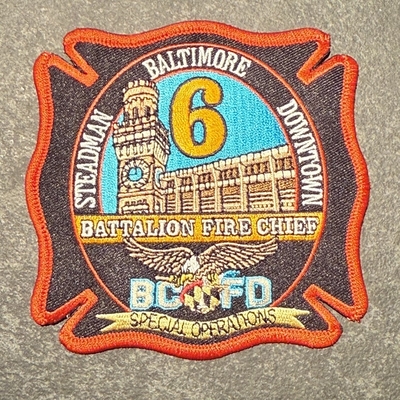 STEADMAN
BALTIMORE
DOWNTOWN
6
BATTALION FIRE CHIEF
BCFD
SPECIAL OPERATIONS